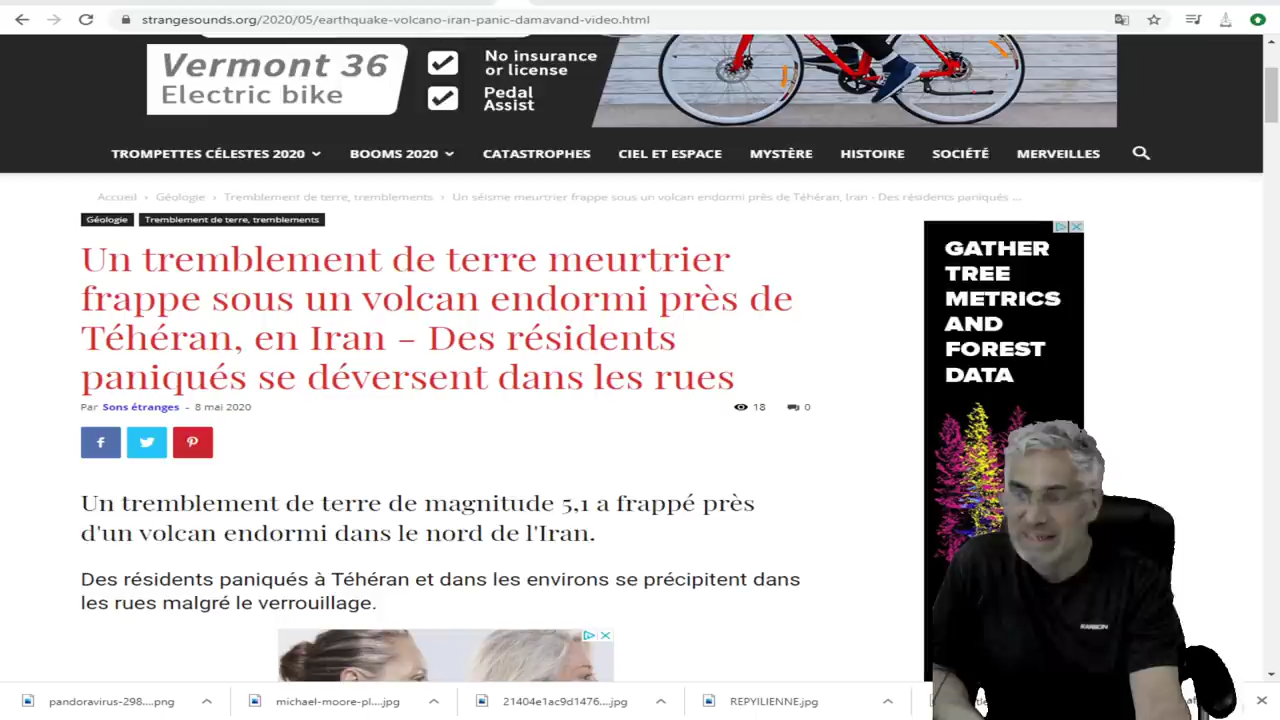 strangesounds.org/2020/05/earthquake-volcano-iran-panic-damavand-video.html
Vermont 36
Electric bike
No insurance
or license
Pedal
Assist
TROMPETTES CÉLESTES 2020
BOOMS 2020
CATASTROPHES
CIEL ET ESPACE
MYSTÈRE
HISTOIRE
SOCIÉTÉ
MERVEILLES
Accueil › Géologie › Tremblement de terre, tremblements › Un séisme meurtrier frappe sous un volcan endormi près de Téhéran, Iran - Des résidents paniqués ...
Géologie
Tremblement de terre, tremblements
Un tremblement de terre meurtrier
frappe sous un volcan endormi près de
Téhéran, en Iran - Des résidents
paniqués se déversent dans les rues
Par Sons étranges - 8 mai 2020
18
0
Un tremblement de terre de magnitude 5,1 a frappé près
d'un volcan endormi dans le nord de l'Iran.
Des résidents paniqués à Téhéran et dans les environs se précipitent dans
les rues malgré le verrouillage.
GATHER
TREE
METRICS
AND
FOREST
DATA
pandoravirus-298....png
michael-moore-pl....jpg
21404e1ac9d1476....jpg
REPYILIENNE.jpg